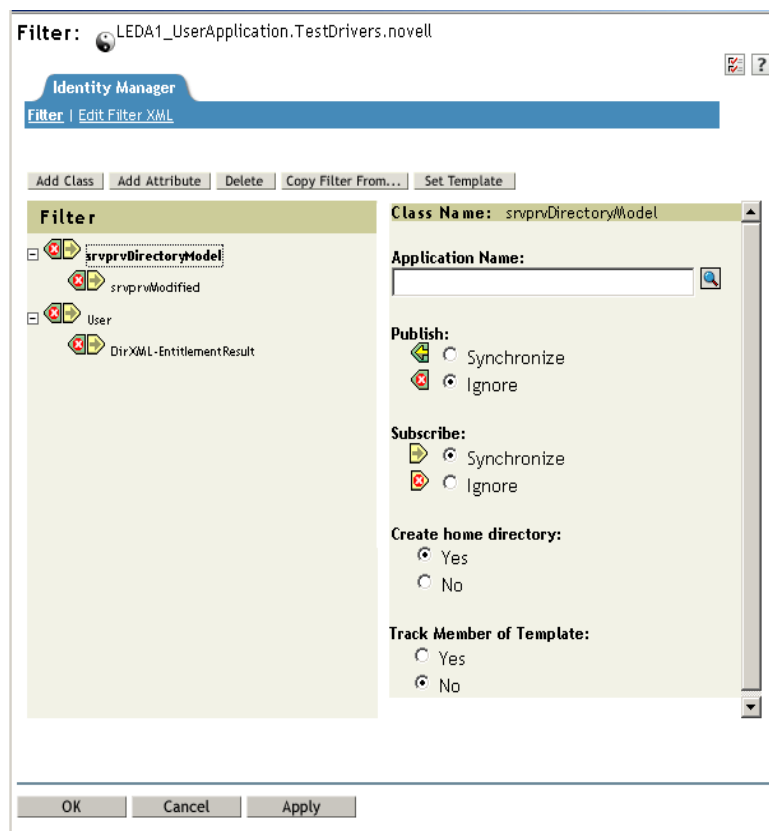 Filter: LEDA1_UserApplication.TestDrivers.novell
?
Identity Manager
Filter | Edit Filter XML
Add Class Add Attribute Delete Copy Filter From... Set Template
Filter
srvprvDirectoryModel
srvprvModified
User
DirXML-EntitlementResult
Class Name: srvprvDirectoryModel
Application Name:
Publish:
Synchronize
Ignore
Subscribe:
Synchronize
Ignore
Create home directory:
Yes
No
Track Member of Template:
Yes
No
OK Cancel Apply